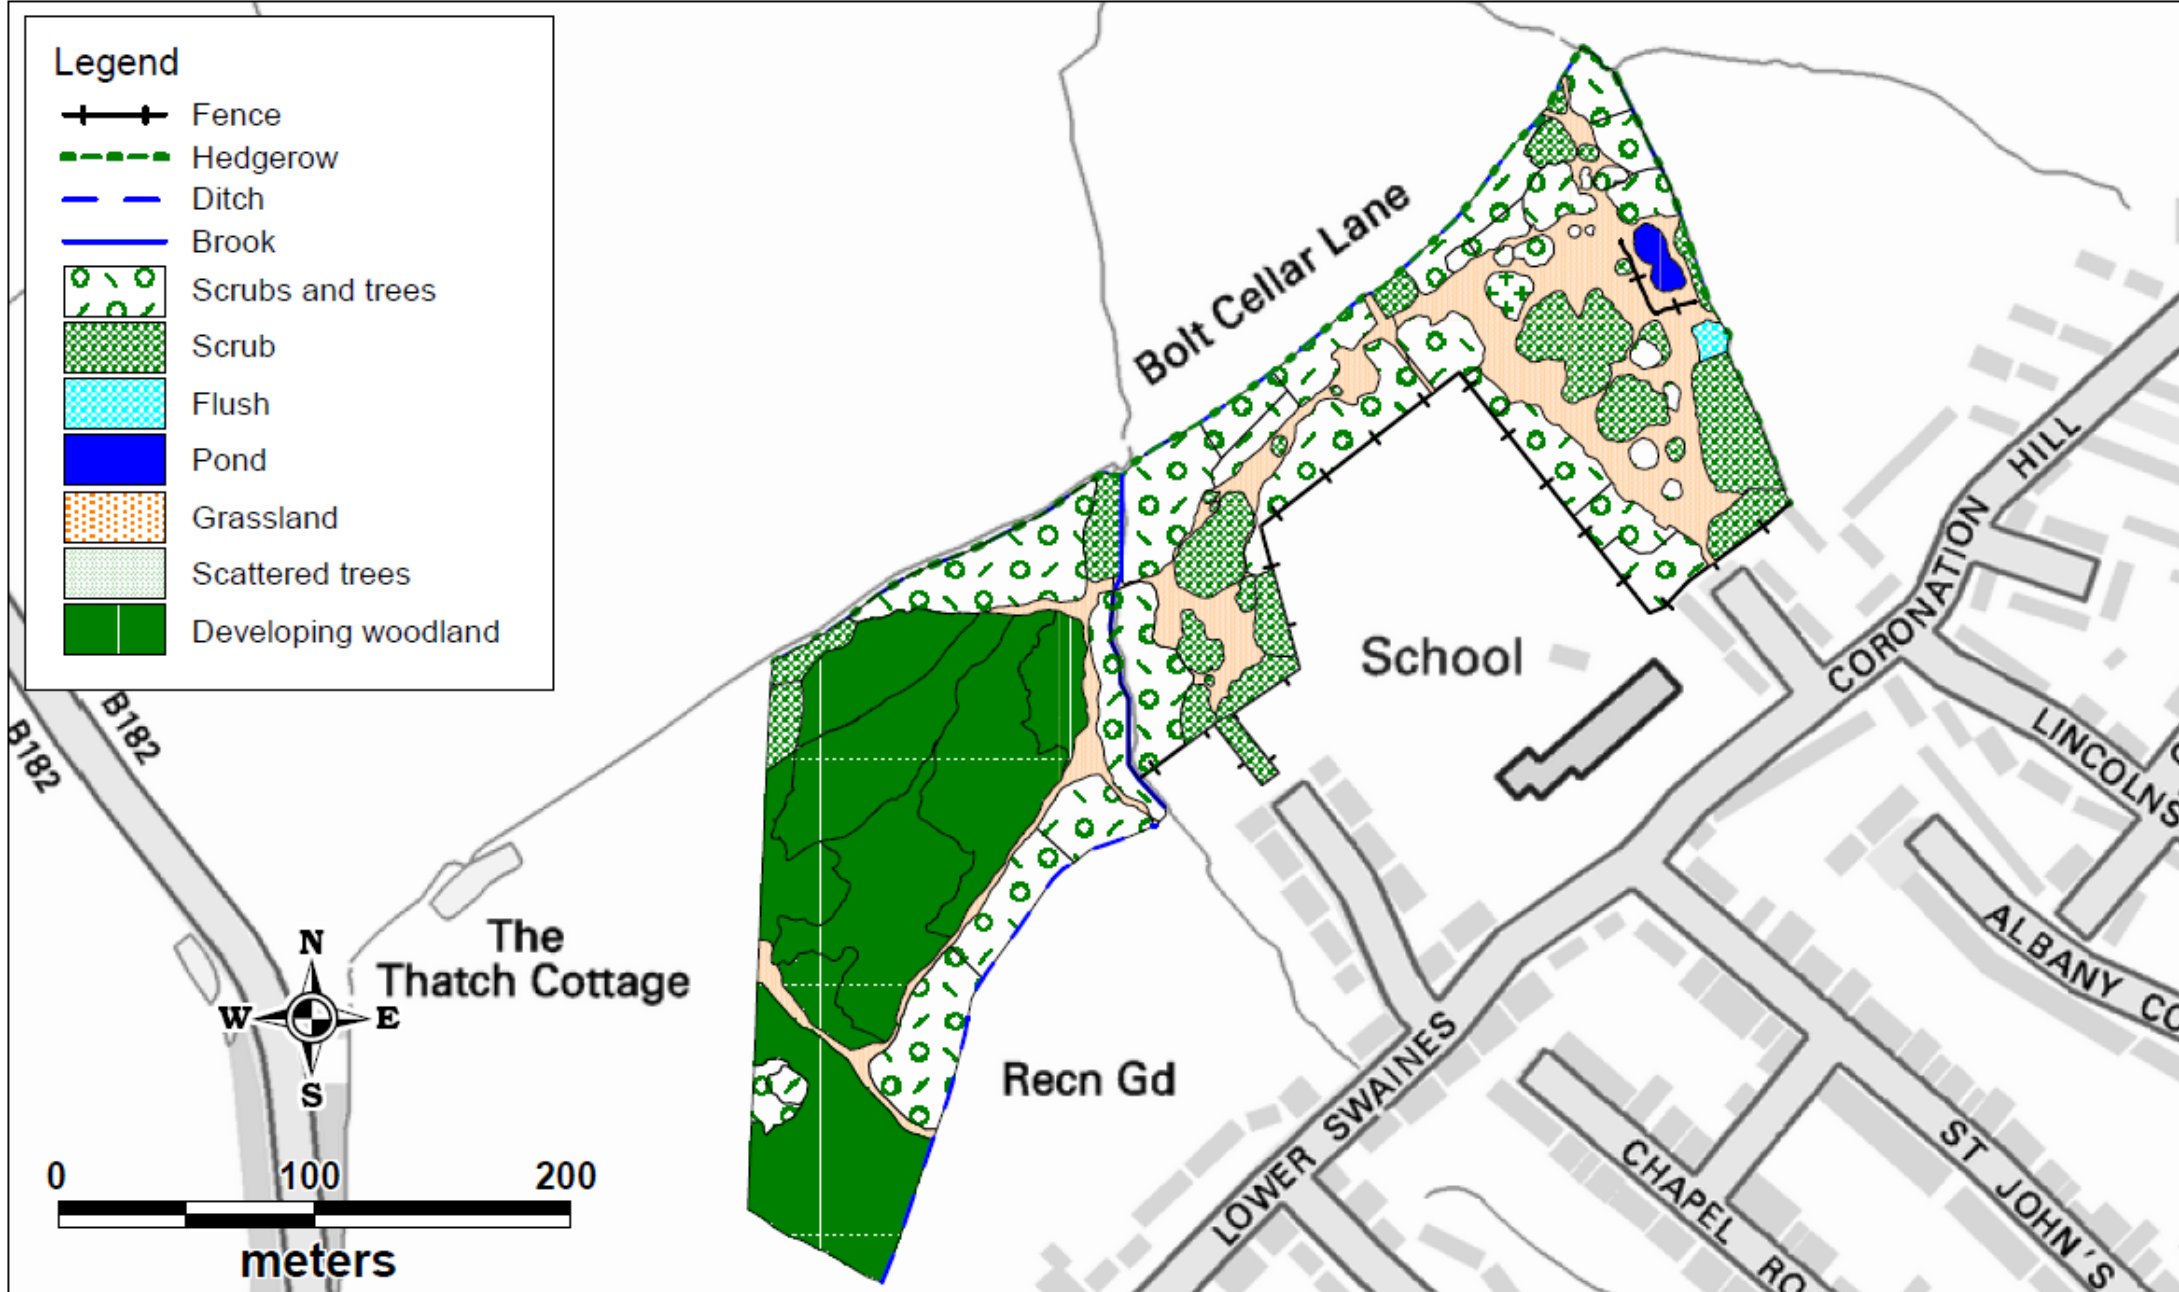 Legend
Fence
Hedgerow
Ditch
Brook
Scrubs and trees
Scrub
Flush
Pond
Grassland
Scattered trees
Developing woodland
Bolt Cellar Lane
School
CORONATION HILL
LINCOLNS
B182
B182
The
Thatch Cottage
N
W E
S
ALBANY CO
Recn Gd
LOWER SWAINES
CHAPEL RO
ST JOHN'S
0 100 200
meters